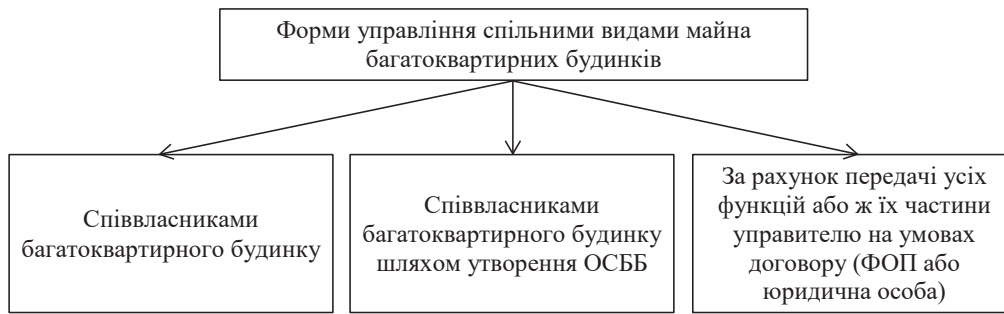 Форми управління спільними видами майна
багатоквартирних будинків
Співвласниками
багатоквартирного будинку
Співвласниками
багатоквартирного будинку
шляхом утворення ОСББ
За рахунок передачі усіх
функцій або ж їх частини
управителю на умовах
договору (ФОП або
юридична особа)